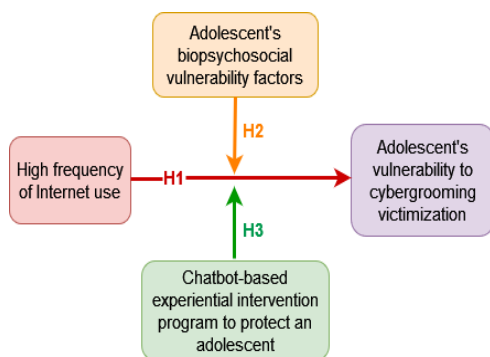 Adolescent's
biopsychosocial
vulnerability factors
H2
High frequency
of Internet use
H1
Adolescent's
vulnerability to
cybergrooming
victimization
H3
Chatbot-based
experiential intervention
program to protect an
adolescent